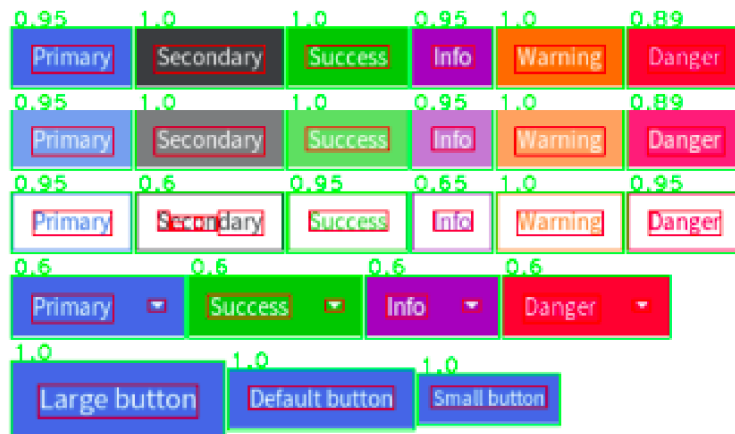 0.95 1.0 1.0 0.95 1.0 0.89
Primary Secondary Success Info Warning Danger
0.95 1.0 1.0 0.95 1.0 0.89
Primary Secondary Success Info Warning Danger
0.95 0.6 0.95 0.65 1.0 0.95
Primary Secondary Success Info Warning Danger
0.6 0.6 0.6 0.6
Primary Success Info Danger
1.0 1.0 1.0
Large button Default button Small button